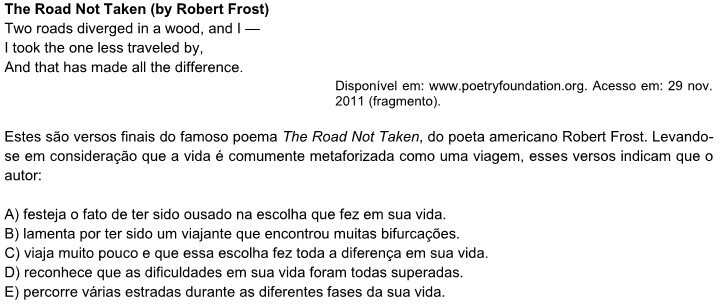 The Road Not Taken (by Robert Frost)
Two roads diverged in a wood, and I —
I took the one less traveled by,
And that has made all the difference.
Disponível em: www.poetryfoundation.org. Acesso em: 29 nov.
2011 (fragmento).
Estes são versos finais do famoso poema The Road Not Taken, do poeta americano Robert Frost. Levando-
se em consideração que a vida é comumente metaforizada como uma viagem, esses versos indicam que o
autor:
A) festeja o fato de ter sido ousado na escolha que fez em sua vida.
B) lamenta por ter sido um viajante que encontrou muitas bifurcações.
C) viaja muito pouco e que essa escolha fez toda a diferença em sua vida.
D) reconhece que as dificuldades em sua vida foram todas superadas.
E) percorre várias estradas durante as diferentes fases da sua vida.